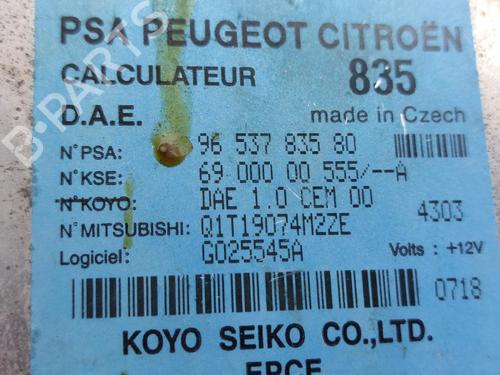 PSA PEUGEOT CITROËN
CALCULATEUR 835
D.A.E. made in Czech
N°PSA: 96 537 835 80
N°KSE: 69 000 00 555/--A
N°KOYO: DAE 1.0 CEM 00
N°MITSUBISHI: Q1T19074M2ZE 4303
Logiciel: G025545A Volts : +12V
0718
KOYO SEIKO CO.,LTD.
EPCE
B-PARTS